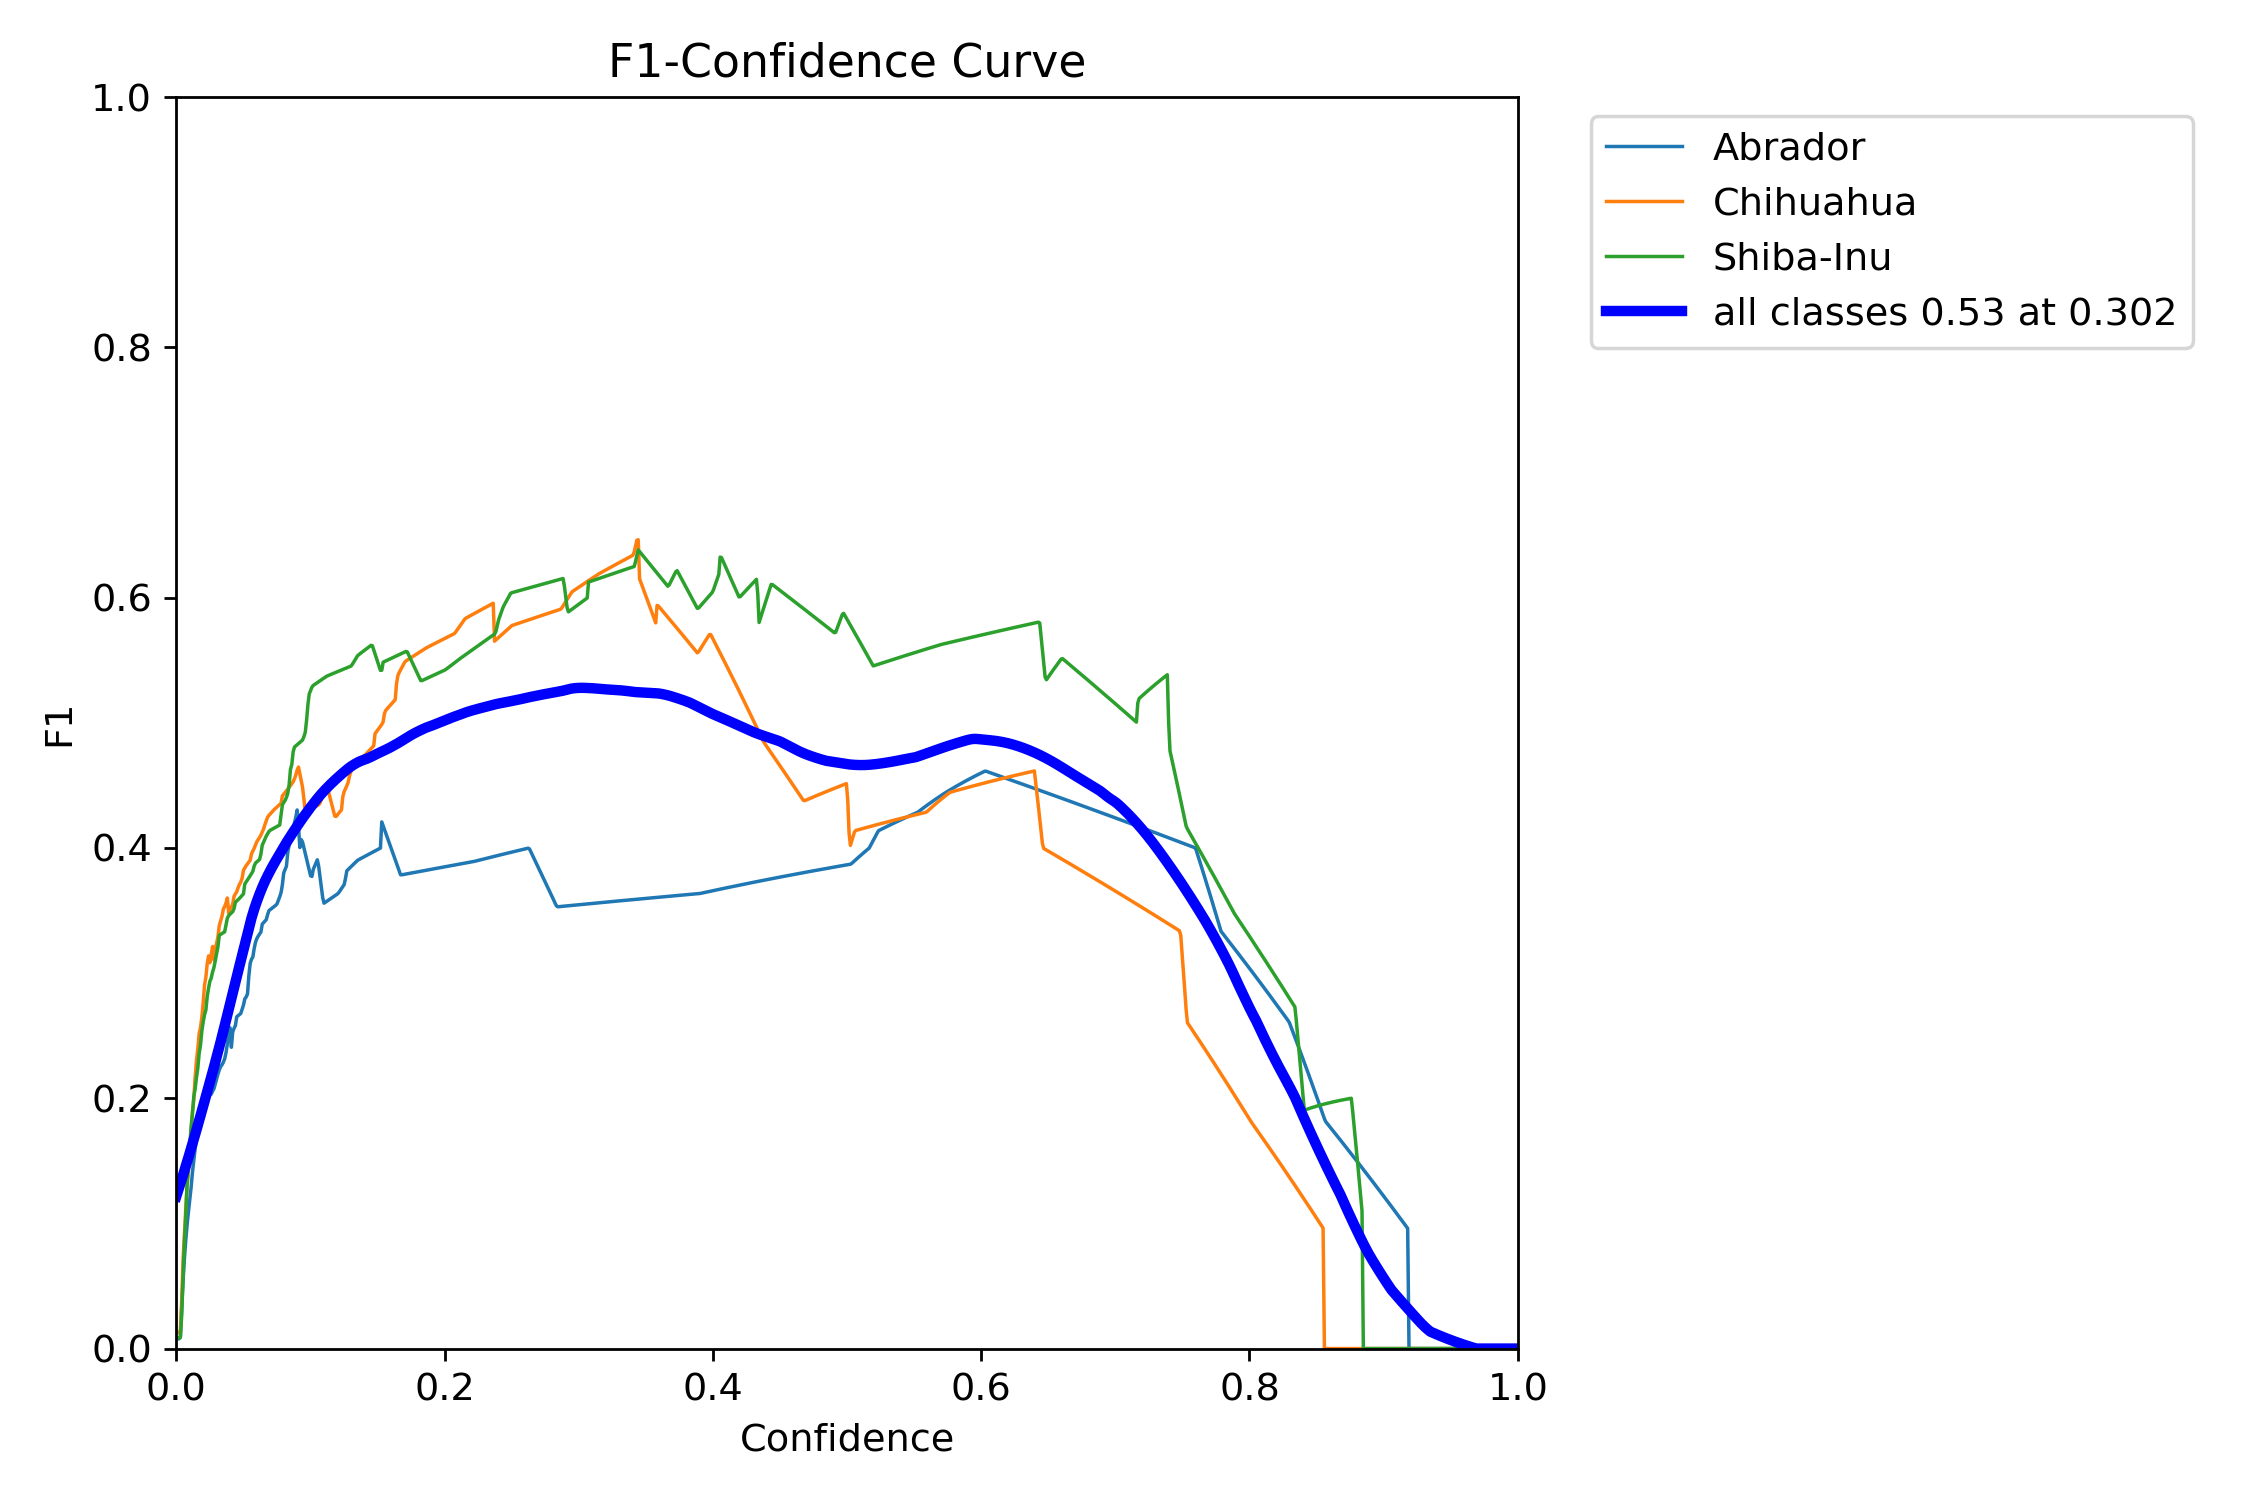 F1-Confidence Curve
1.0
0.8
0.6
0.4
0.2
0.0
F1
0.0 0.2 0.4 0.6 0.8 1.0
Confidence
Abrador
Chihuahua
Shiba-Inu
all classes 0.53 at 0.302